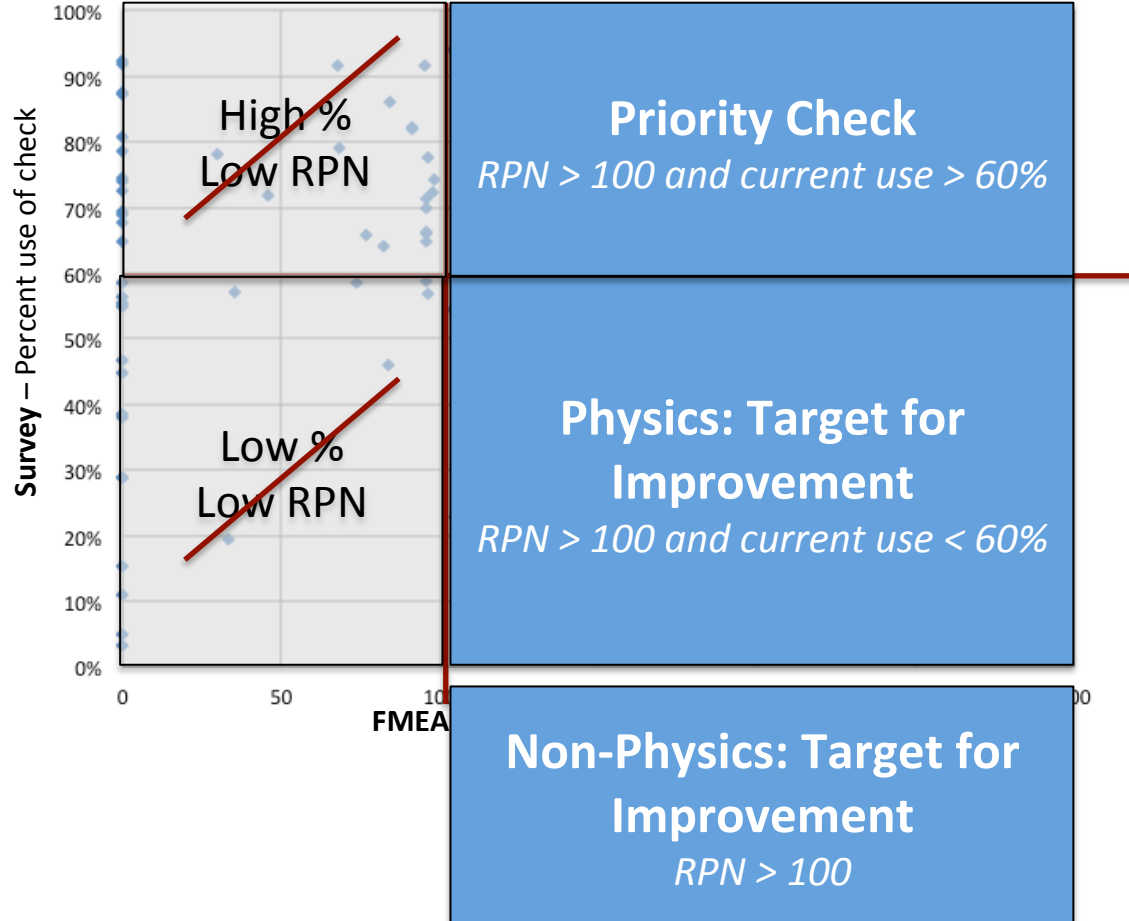 Survey – Percent use of check
100%
90%
80%
70%
60%
50%
40%
30%
20%
10%
0%
High %
Low RPN
Priority Check
RPN > 100 and current use > 60%
Low %
Low RPN
Physics: Target for
Improvement
RPN > 100 and current use < 60%
0
50
FMEA
Non-Physics: Target for
Improvement
RPN > 100